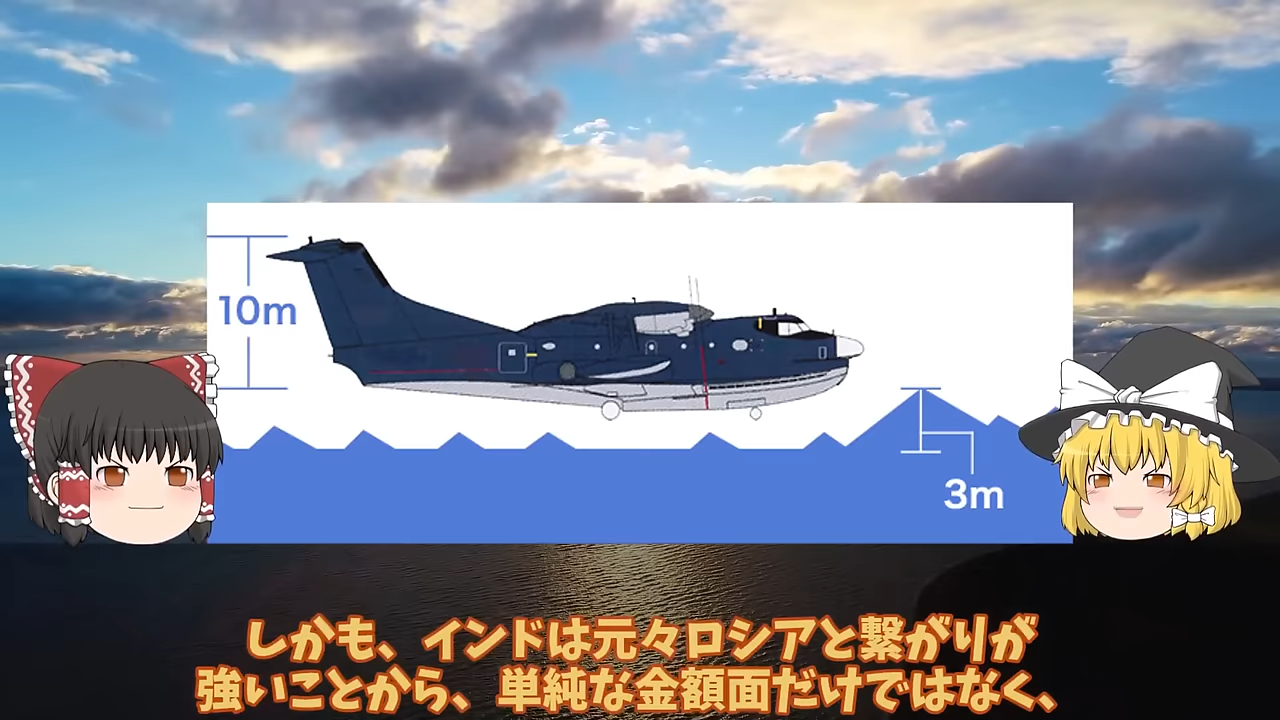 10m
3m
しかも、インドは元々ロシアと繋がりが
強いことから、単純な金額面だけではなく、